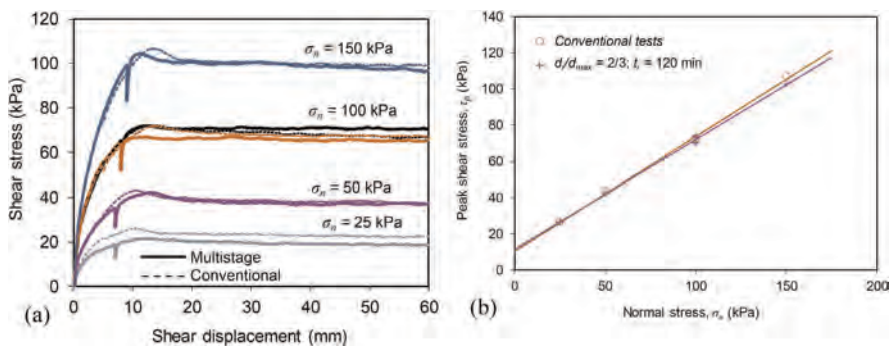 120
100
80
60
40
20
0
Shear stress (kPa)
σn = 150 kPa
σn = 100 kPa
σn = 50 kPa
σn = 25 kPa
Multistage
Conventional
0 10 20 30 40 50 60
Shear displacement (mm)
(a)
140
120
100
80
60
40
20
0
Peak shear stress, (kPa)
Conventional tests
d/dmax = 2/3; t = 120 min
0 50 100 150 200
Normal stress, σn (kPa)
(b)